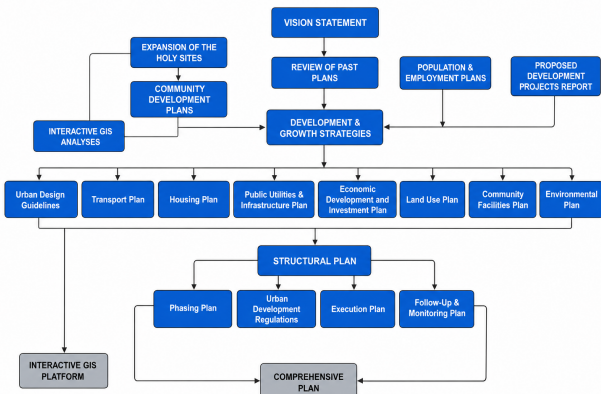 VISION STATEMENT
EXPANSION OF THE
HOLY SITES
REVIEW OF PAST
PLANS
POPULATION &
EMPLOYMENT PLANS
PROPOSED
DEVELOPMENT
PROJECTS REPORT
COMMUNITY
DEVELOPMENT
PLANS
INTERACTIVE GIS
ANALYSES
DEVELOPMENT &
GROWTH STRATEGIES
Urban Design
Guidelines
Transport Plan
Housing Plan
Public Utilities &
Infrastructure Plan
Economic
Development and
Investment Plan
Land Use Plan
Community
Facilities Plan
Environmental
Plan
STRUCTURAL PLAN
Phasing Plan
Urban
Development
Regulations
Execution Plan
Follow-Up &
Monitoring Plan
INTERACTIVE GIS
PLATFORM
COMPREHENSIVE
PLAN